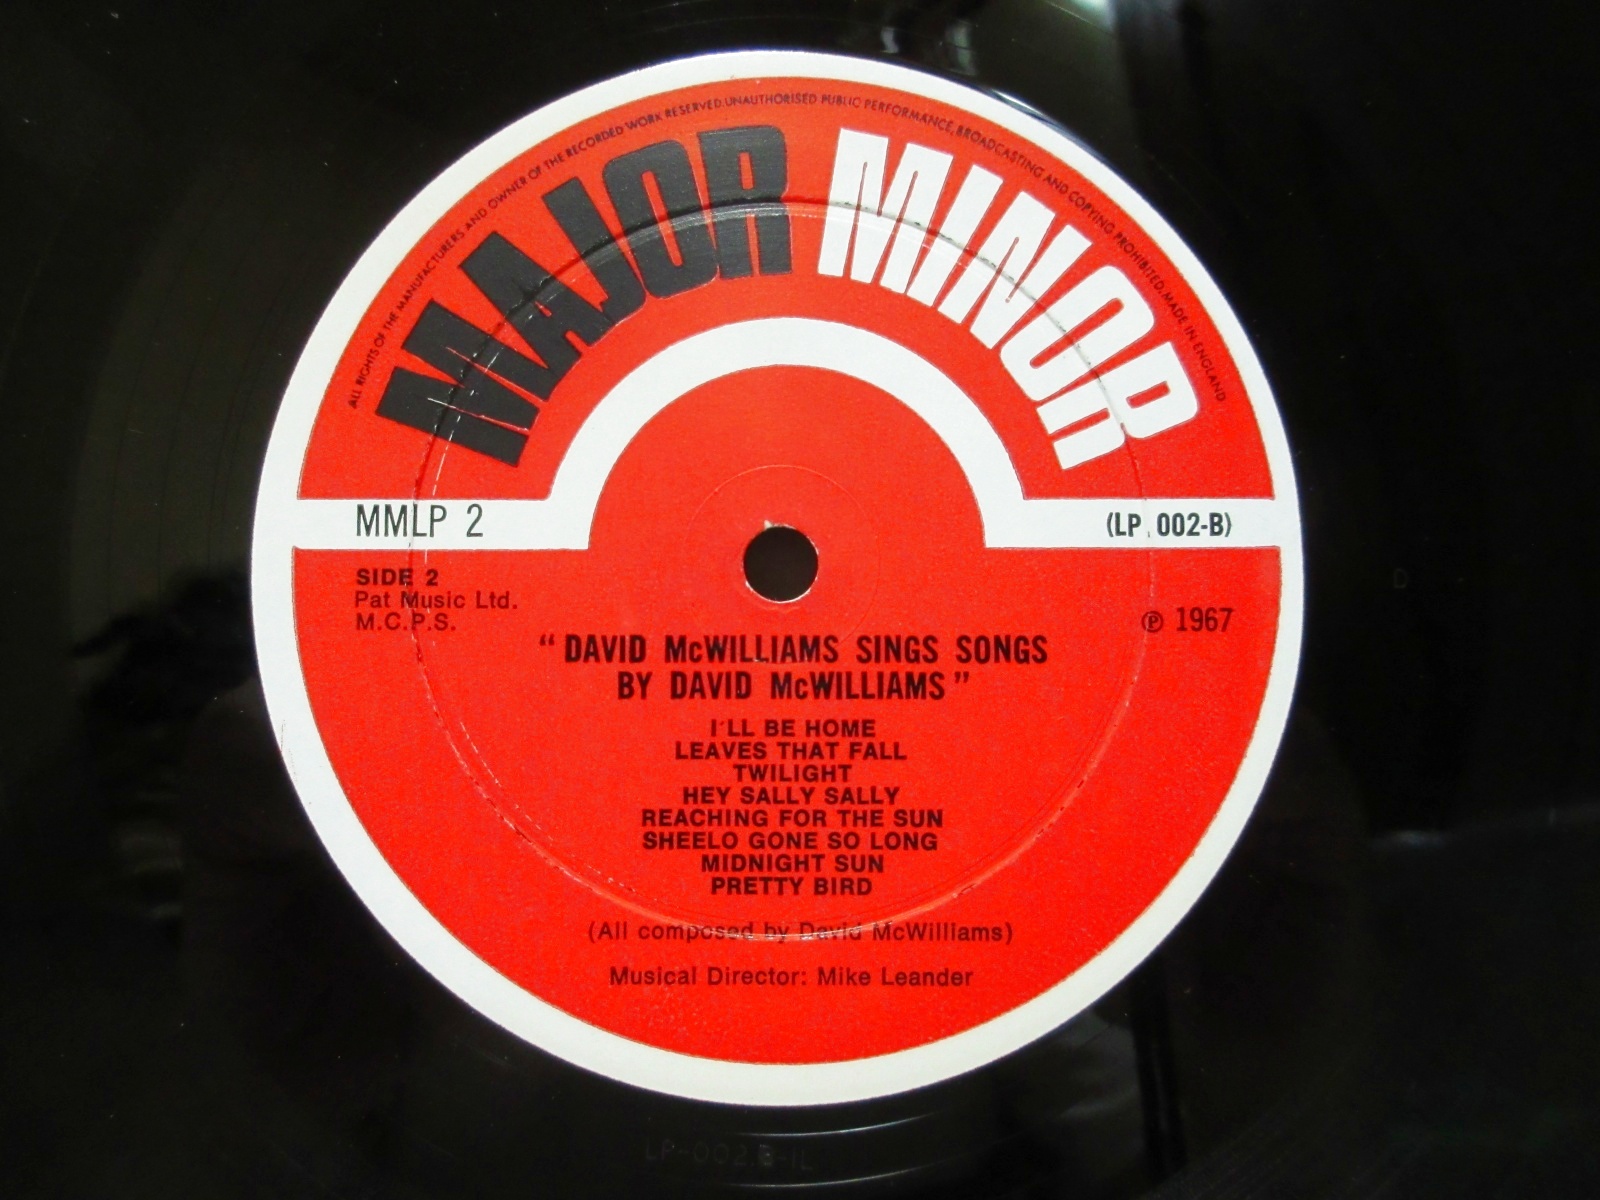 ALL RIGHTS OF THE MANUFACTURERS AND OWNER OF THE RECORDED WORK RESERVED.UNAUTHORISED PUBLIC PERFORMANCE, BROADCASTING AND COPYING PROHIBITED.MADE IN ENGLAND
MAJOR MINOR
MMLP 2
(LP 002-B)
SIDE 2
Pat Music Ltd.
M.C.P.S.
℗ 1967
"DAVID McWILLIAMS SINGS SONGS
BY DAVID McWILLIAMS"
I'LL BE HOME
LEAVES THAT FALL
TWILIGHT
HEY SALLY SALLY
REACHING FOR THE SUN
SHEELO GONE SO LONG
MIDNIGHT SUN
PRETTY BIRD
(All composed by David McWilliams)
Musical Director: Mike Leander